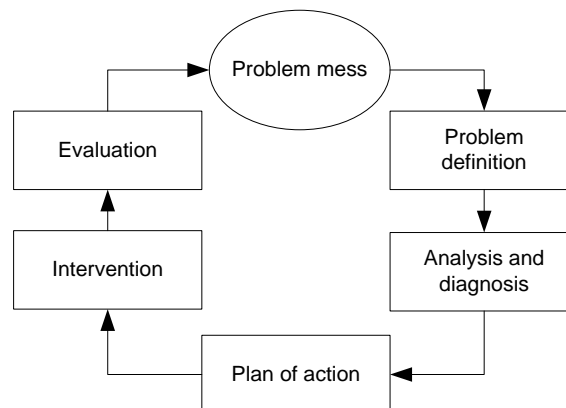 Problem mess
Problem
definition
Analysis and
diagnosis
Plan of action
Intervention
Evaluation